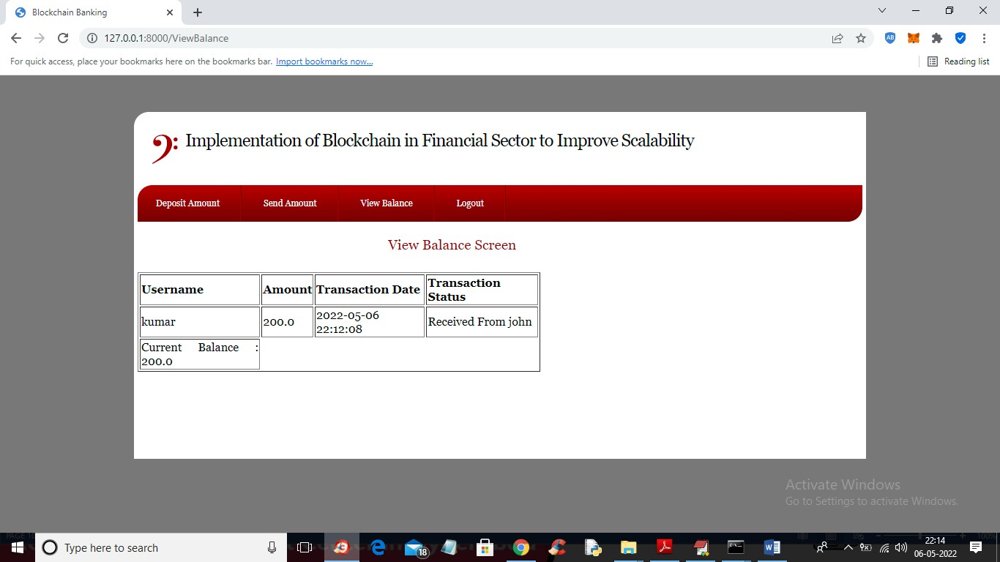 Blockchain Banking
127.0.0.1:8000/ViewBalance
AB
For quick access, place your bookmarks here on the bookmarks bar. Import bookmarks now...
Reading list
Implementation of Blockchain in Financial Sector to Improve Scalability
Deposit Amount Send Amount View Balance Logout
View Balance Screen
Username Amount Transaction Date Transaction
Status
kumar 200.0 2022-05-06
22:12:08 Received From john
Current Balance :
200.0
Activate Windows
Go to Settings to activate Windows.
100%
Type here to search
18
22:14
06-05-2022